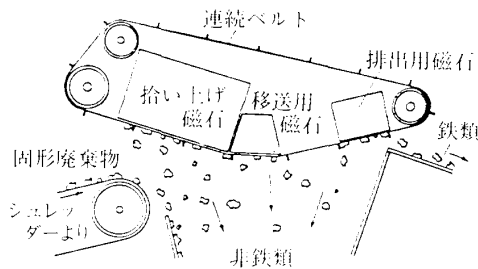 連続ベルト
排出用磁石
拾い上げ
磁石
移送用
磁石
鉄類
固形廃棄物
シュレッ
ダーより
非鉄類